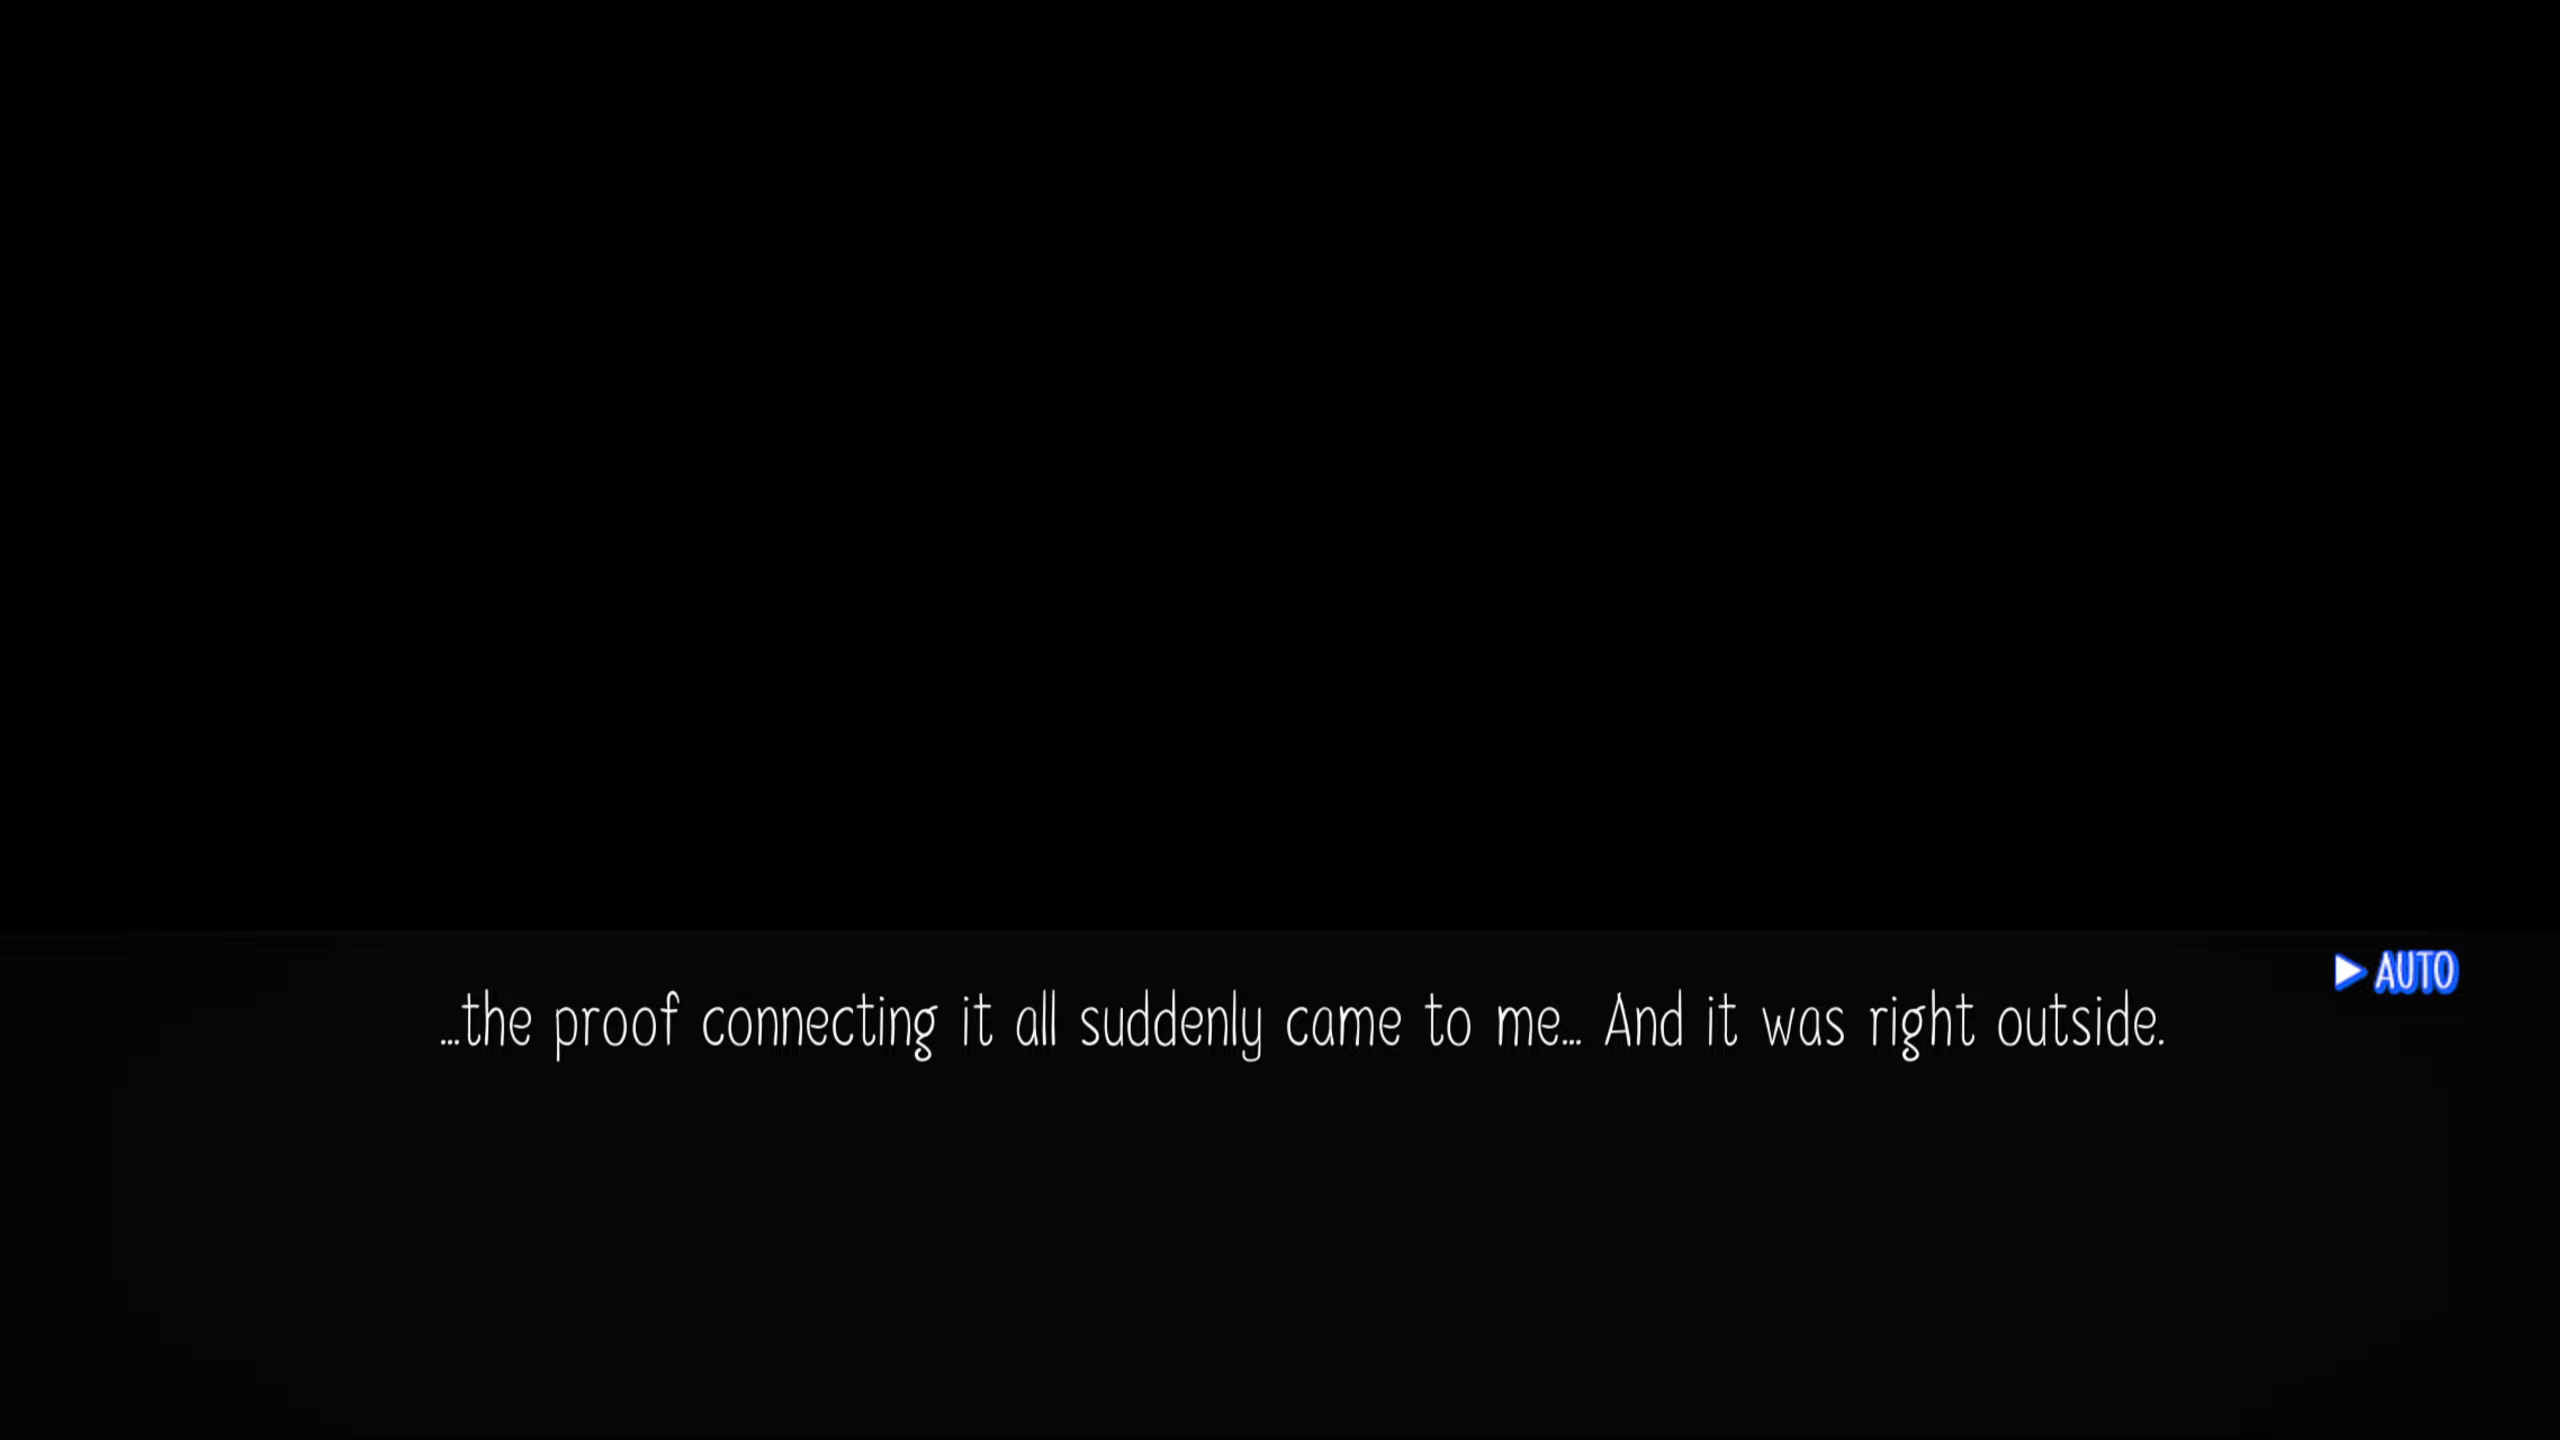 AUTO
…the proof connecting it all suddenly came to me… And it was right outside.